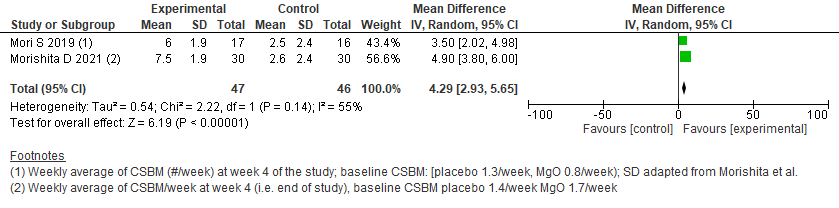 Experimental Control Mean Difference Mean Difference
Study or Subgroup Mean SD Total Mean SD Total Weight IV, Random, 95% CI IV, Random, 95% CI
Mori S 2019 (1) 6 1.9 17 2.5 2.4 16 43.4% 3.50 [2.02, 4.98]
Morishita D 2021 (2) 7.5 1.9 30 2.6 2.4 30 56.6% 4.90 [3.80, 6.00]
Total (95% CI) 47 46 100.0% 4.29 [2.93, 5.65]
Heterogeneity: Tau² = 0.54; Chi² = 2.22, df = 1 (P = 0.14); I² = 55%
Test for overall effect: Z = 6.19 (P < 0.00001)
-100 -50 0 50 100
Favours [control] Favours [experimental]
Footnotes
(1) Weekly average of CSBM (#/week) at week 4 of the study; baseline CSBM: [placebo 1.3/week, MgO 0.8/week); SD adapted from Morishita et al.
(2) Weekly average of CSBM/week at week 4 (i.e. end of study), baseline CSBM placebo 1.4/week MgO 1.7/week